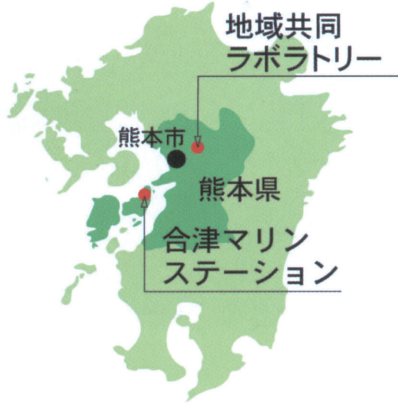 地域共同
ラボラトリー
熊本市
熊本県
合津マリン
ステーション